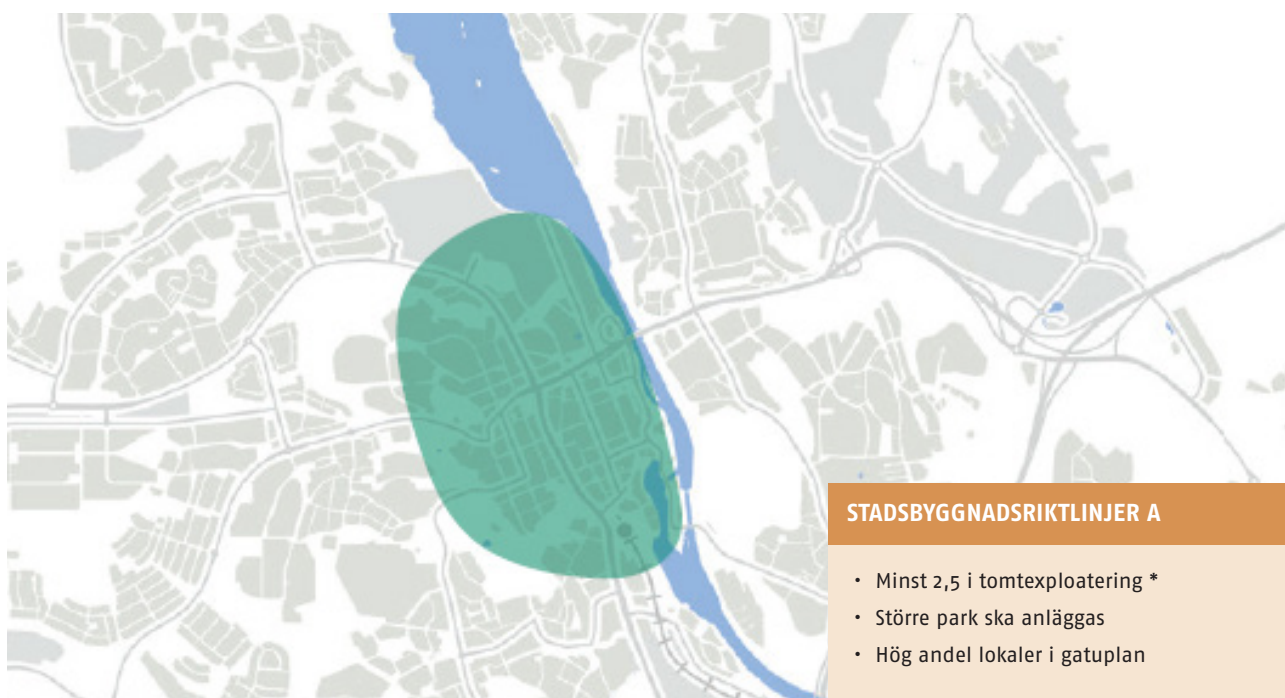 STADSBYGGNADSRIKTLINJER A
• Minst 2,5 i tomtexploatering *
• Större park ska anläggas
• Hög andel lokaler i gatuplan